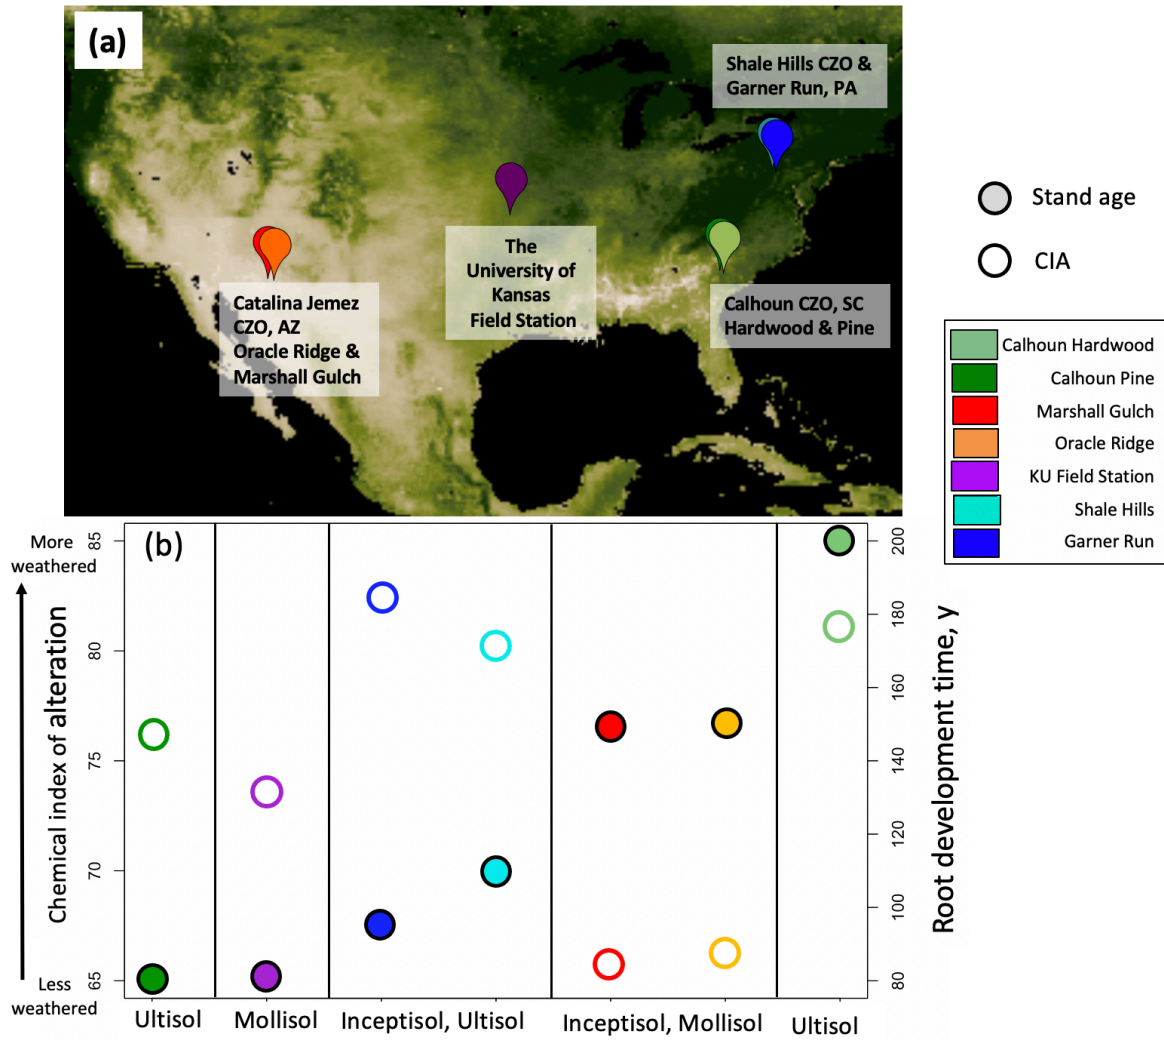 (a)
Shale Hills CZO &
Garner Run, PA
The
University of
Kansas
Field Station
Catalina Jemez
CZO, AZ
Oracle Ridge &
Marshall Gulch
Calhoun CZO, SC
Hardwood & Pine
Stand age
CIA
Calhoun Hardwood
Calhoun Pine
Marshall Gulch
Oracle Ridge
KU Field Station
Shale Hills
Garner Run
(b)
More
weathered
Less
weathered
Chemical index of alteration
85
80
75
70
65
200
180
160
140
120
100
80
Root development time, y
Ultisol
Mollisol
Inceptisol, Ultisol
Inceptisol, Mollisol
Ultisol